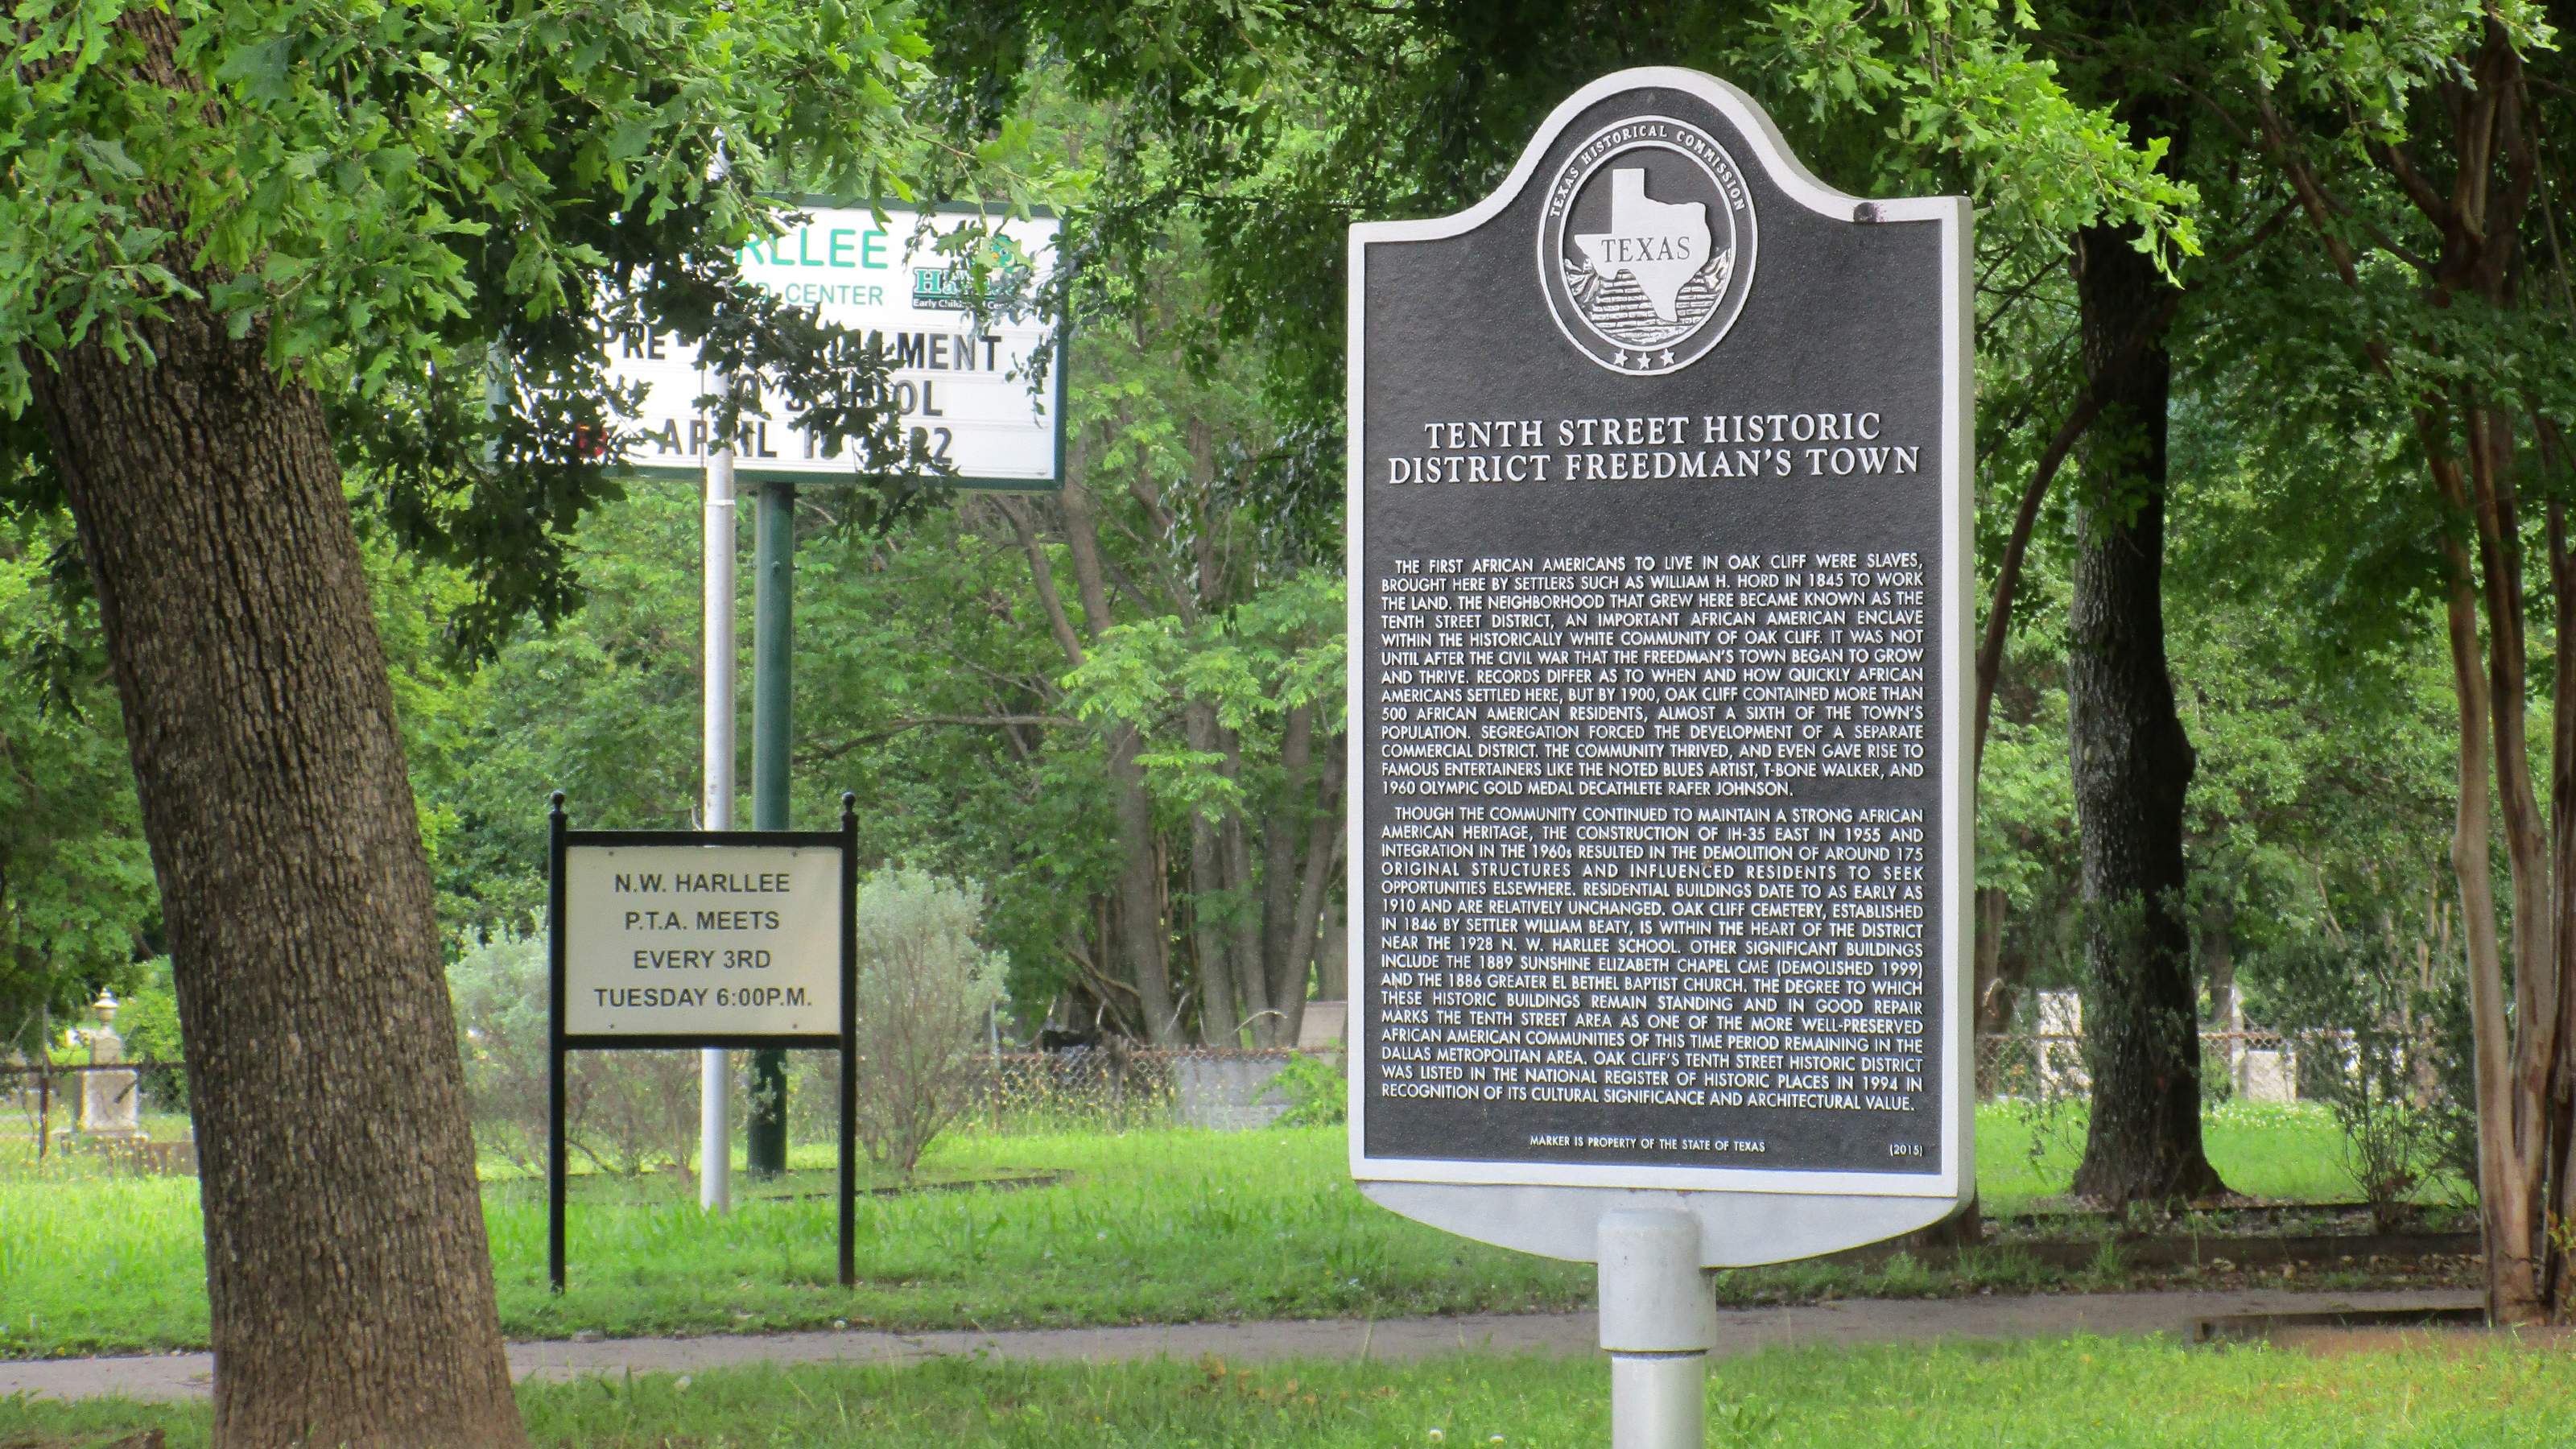 RLLEE
CENTER
Early Childhood Center
PRE
MENT
SCHOOL
APRIL
N.W. HARLLEE
P.T.A. MEETS
EVERY 3RD
TUESDAY 6:00P.M.
TEXAS HISTORICAL COMMISSION
TEXAS
TENTH STREET HISTORIC
DISTRICT FREEDMAN'S TOWN
THE FIRST AFRICAN AMERICANS TO LIVE IN OAK CLIFF WERE SLAVES,
BROUGHT HERE BY SETTLERS SUCH AS WILLIAM H. HORD IN 1845 TO WORK
THE LAND. THE NEIGHBORHOOD THAT GREW HERE BECAME KNOWN AS THE
TENTH STREET DISTRICT, AN IMPORTANT AFRICAN AMERICAN ENCLAVE
WITHIN THE HISTORICALLY WHITE COMMUNITY OF OAK CLIFF. IT WAS NOT
UNTIL AFTER THE CIVIL WAR THAT THE FREEDMAN'S TOWN BEGAN TO GROW
AND THRIVE. RECORDS DIFFER AS TO WHEN AND HOW QUICKLY AFRICAN
AMERICANS SETTLED HERE, BUT BY 1900, OAK CLIFF CONTAINED MORE THAN
500 AFRICAN AMERICAN RESIDENTS, ALMOST A SIXTH OF THE TOWN'S
POPULATION. SEGREGATION FORCED THE DEVELOPMENT OF A SEPARATE
COMMERCIAL DISTRICT. THE COMMUNITY THRIVED, AND EVEN GAVE RISE TO
FAMOUS ENTERTAINERS LIKE THE NOTED BLUES ARTIST, T-BONE WALKER, AND
1960 OLYMPIC GOLD MEDAL DECATHLETE RAFER JOHNSON.
THOUGH THE COMMUNITY CONTINUED TO MAINTAIN A STRONG AFRICAN
AMERICAN HERITAGE, THE CONSTRUCTION OF IH-35 EAST IN 1955 AND
INTEGRATION IN THE 1960s RESULTED IN THE DEMOLITION OF AROUND 175
ORIGINAL STRUCTURES AND INFLUENCED RESIDENTS TO SEEK
OPPORTUNITIES ELSEWHERE. RESIDENTIAL BUILDINGS DATE TO AS EARLY AS
1910 AND ARE RELATIVELY UNCHANGED. OAK CLIFF CEMETERY, ESTABLISHED
IN 1846 BY SETTLER WILLIAM BEATY, IS WITHIN THE HEART OF THE DISTRICT
NEAR THE 1928 N. W. HARLLEE SCHOOL. OTHER SIGNIFICANT BUILDINGS
INCLUDE THE 1889 SUNSHINE ELIZABETH CHAPEL CME (DEMOLISHED 1999)
AND THE 1886 GREATER EL BETHEL BAPTIST CHURCH. THE DEGREE TO WHICH
THESE HISTORIC BUILDINGS REMAIN STANDING AND IN GOOD REPAIR
MARKS THE TENTH STREET AREA AS ONE OF THE MORE WELL-PRESERVED
AFRICAN AMERICAN COMMUNITIES OF THIS TIME PERIOD REMAINING IN THE
DALLAS METROPOLITAN AREA. OAK CLIFF'S TENTH STREET HISTORIC DISTRICT
WAS LISTED IN THE NATIONAL REGISTER OF HISTORIC PLACES IN 1994 IN
RECOGNITION OF ITS CULTURAL SIGNIFICANCE AND ARCHITECTURAL VALUE.
MARKER IS PROPERTY OF THE STATE OF TEXAS (2015)